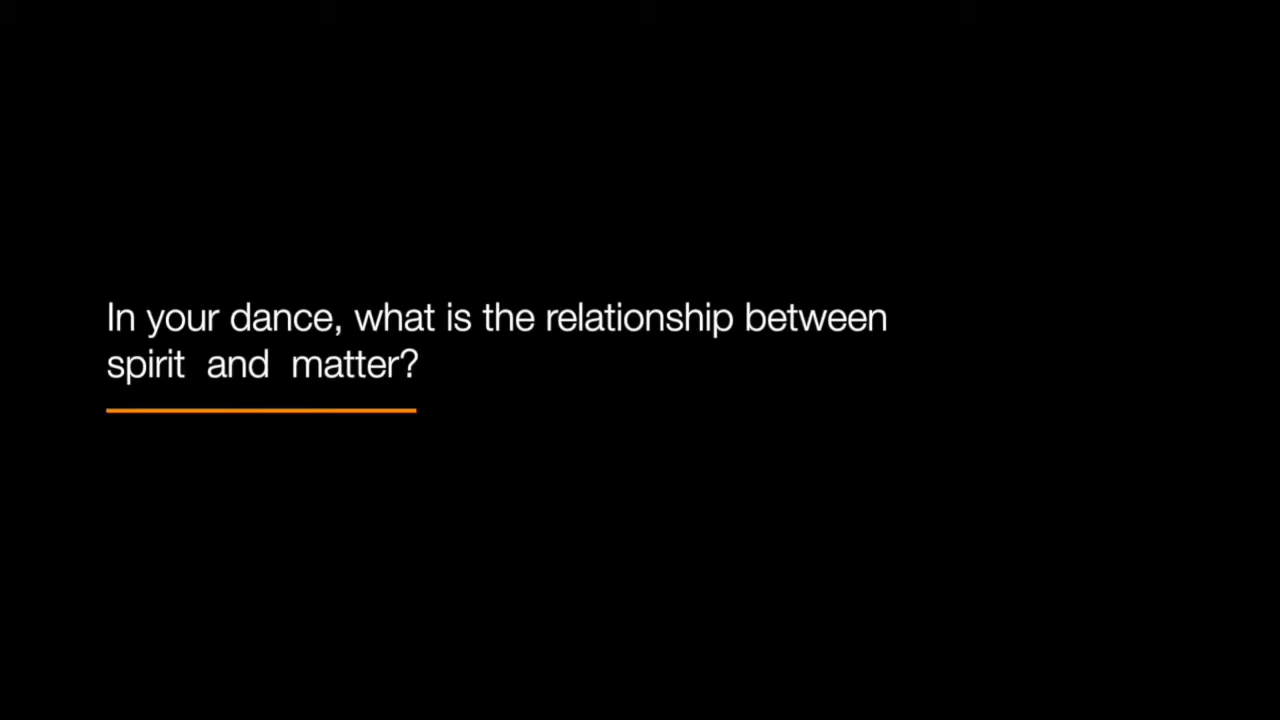 In your dance, what is the relationship between
spirit and matter?